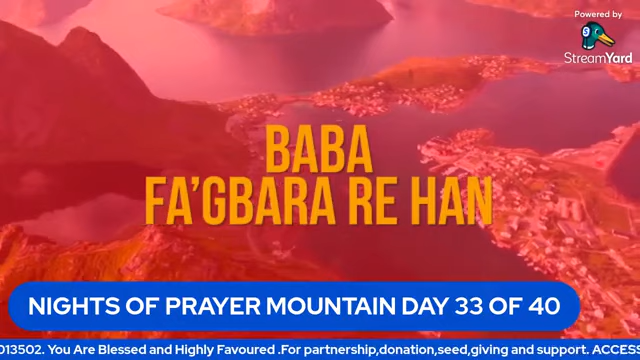 Powered by
StreamYard
BABA
FA'GBARA RE HAN
NIGHTS OF PRAYER MOUNTAIN DAY 33 OF 40
013502. You Are Blessed and Highly Favoured .For partnership,donation,seed,giving and support. ACCESS